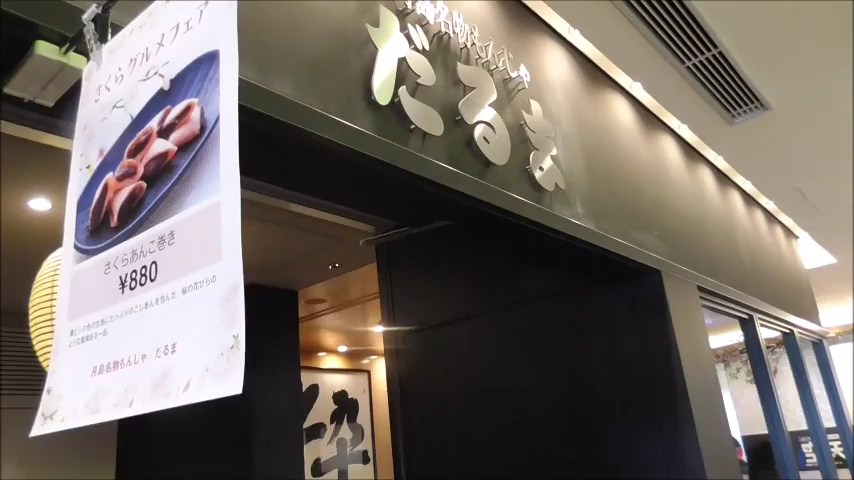 月島名物もんじゃ
だるま
さくらグルメフェア
さくらあんこ巻き
¥880
月島名物もんじゃ だるま
粋